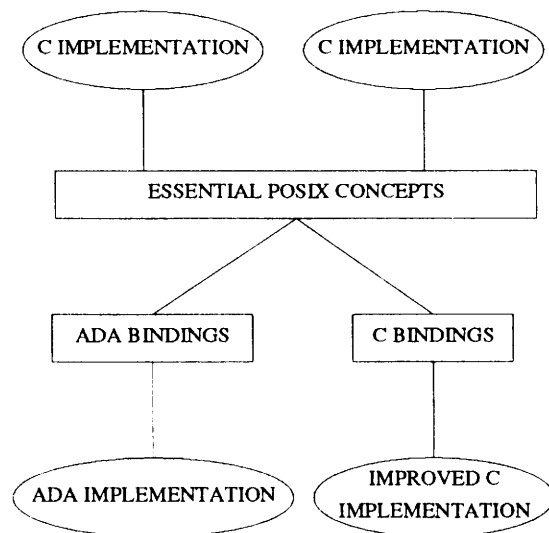 C IMPLEMENTATION
C IMPLEMENTATION
ESSENTIAL POSIX CONCEPTS
ADA BINDINGS
C BINDINGS
ADA IMPLEMENTATION
IMPROVED C
IMPLEMENTATION